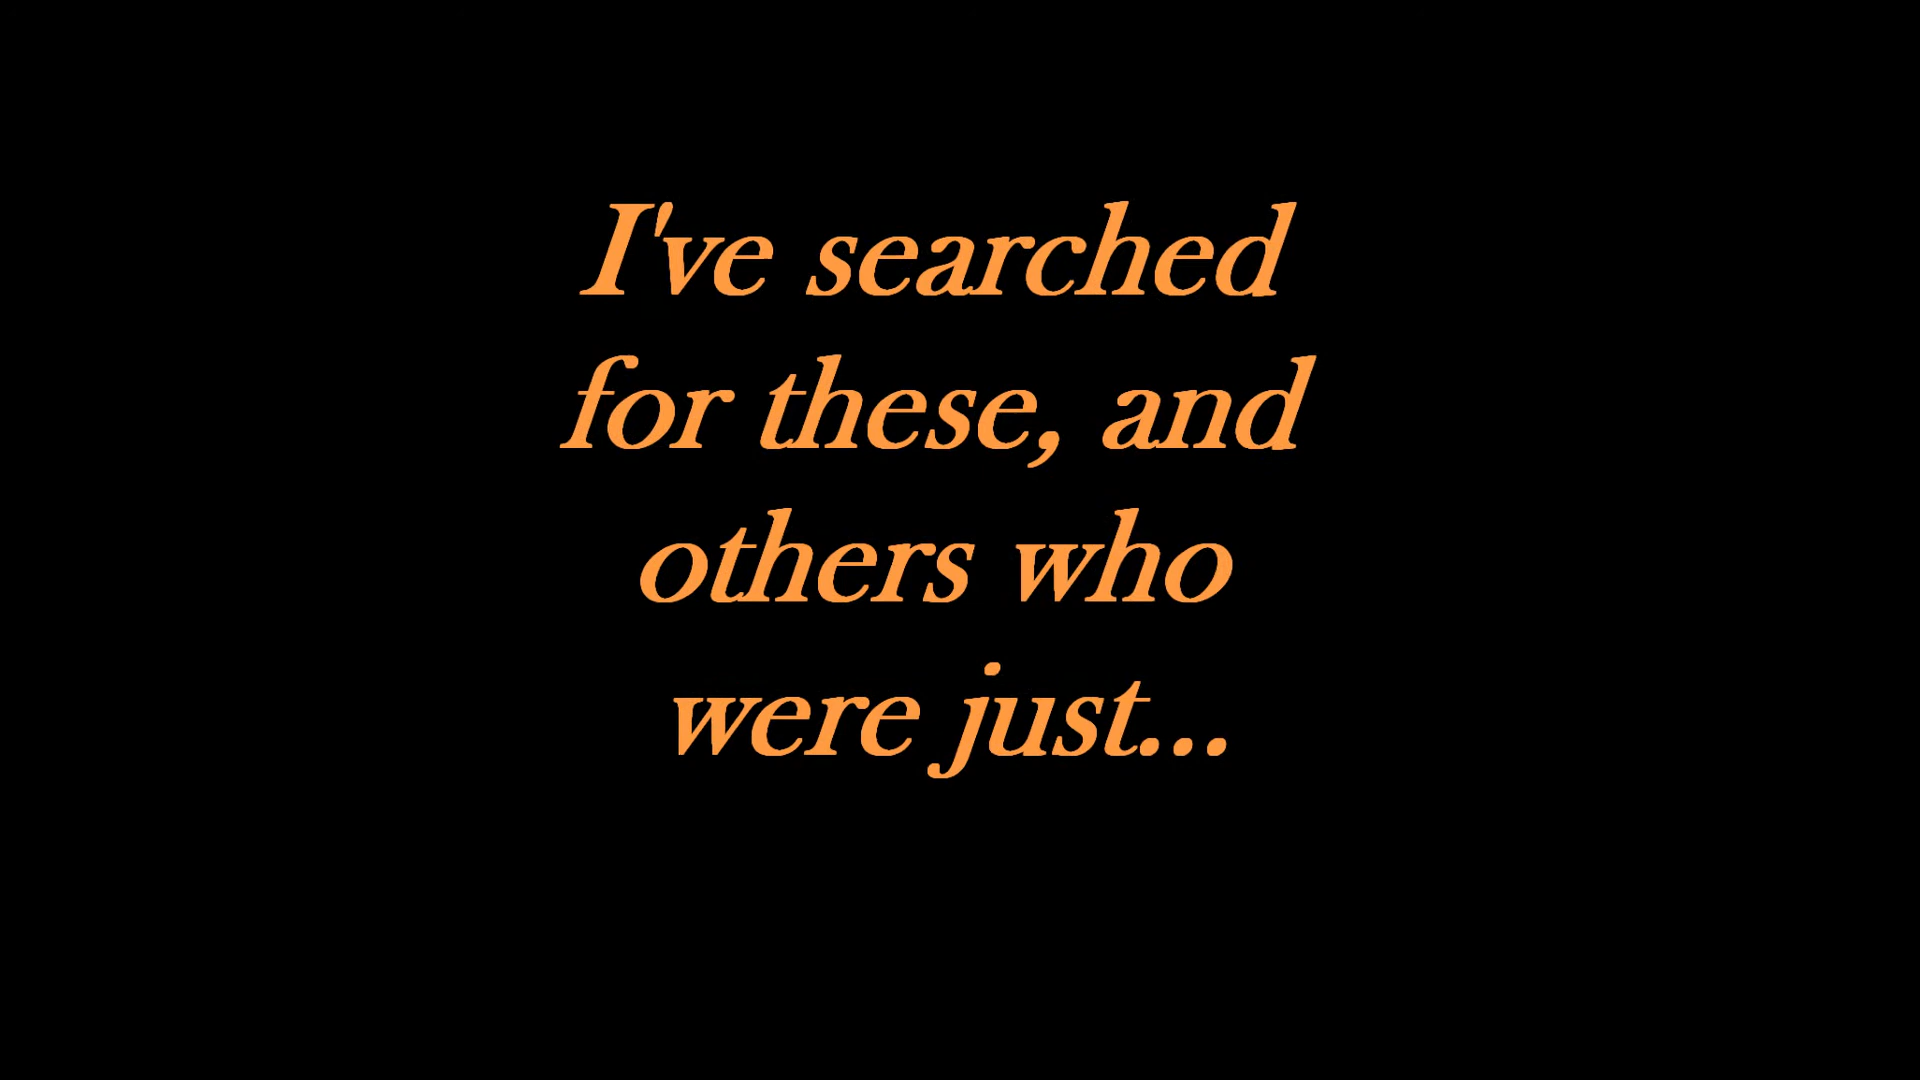 I've searched
for these, and
others who
were just...